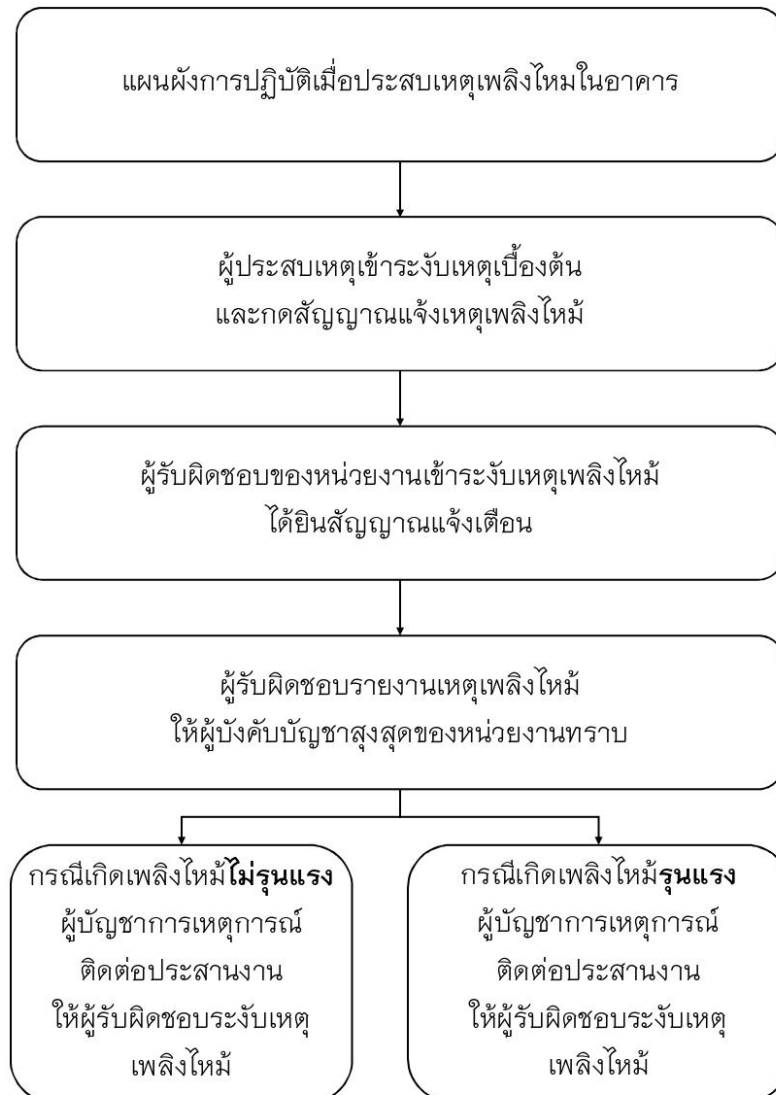 แผนผังการปฏิบัติเมื่อประสบเหตุเพลิงไหมในอาคาร
ผู้ประสบเหตุเข้าระงับเหตุเบื้องต้น
และกดสัญญาณแจ้งเหตุเพลิงไหม้
ผู้รับผิดชอบของหน่วยงานเข้าระงับเหตุเพลิงไหม้
ได้ยินสัญญาณแจ้งเตือน
ผู้รับผิดชอบรายงานเหตุเพลิงไหม้
ให้ผู้บังคับบัญชาสุงสุดของหน่วยงานทราบ
กรณีเกิดเพลิงไหม้ไม่รุนแรง
ผู้บัญชาการเหตุการณ์
ติดต่อประสานงาน
ให้ผู้รับผิดชอบระงับเหตุ
เพลิงไหม้
กรณีเกิดเพลิงไหม้รุนแรง
ผู้บัญชาการเหตุการณ์
ติดต่อประสานงาน
ให้ผู้รับผิดชอบระงับเหตุ
เพลิงไหม้